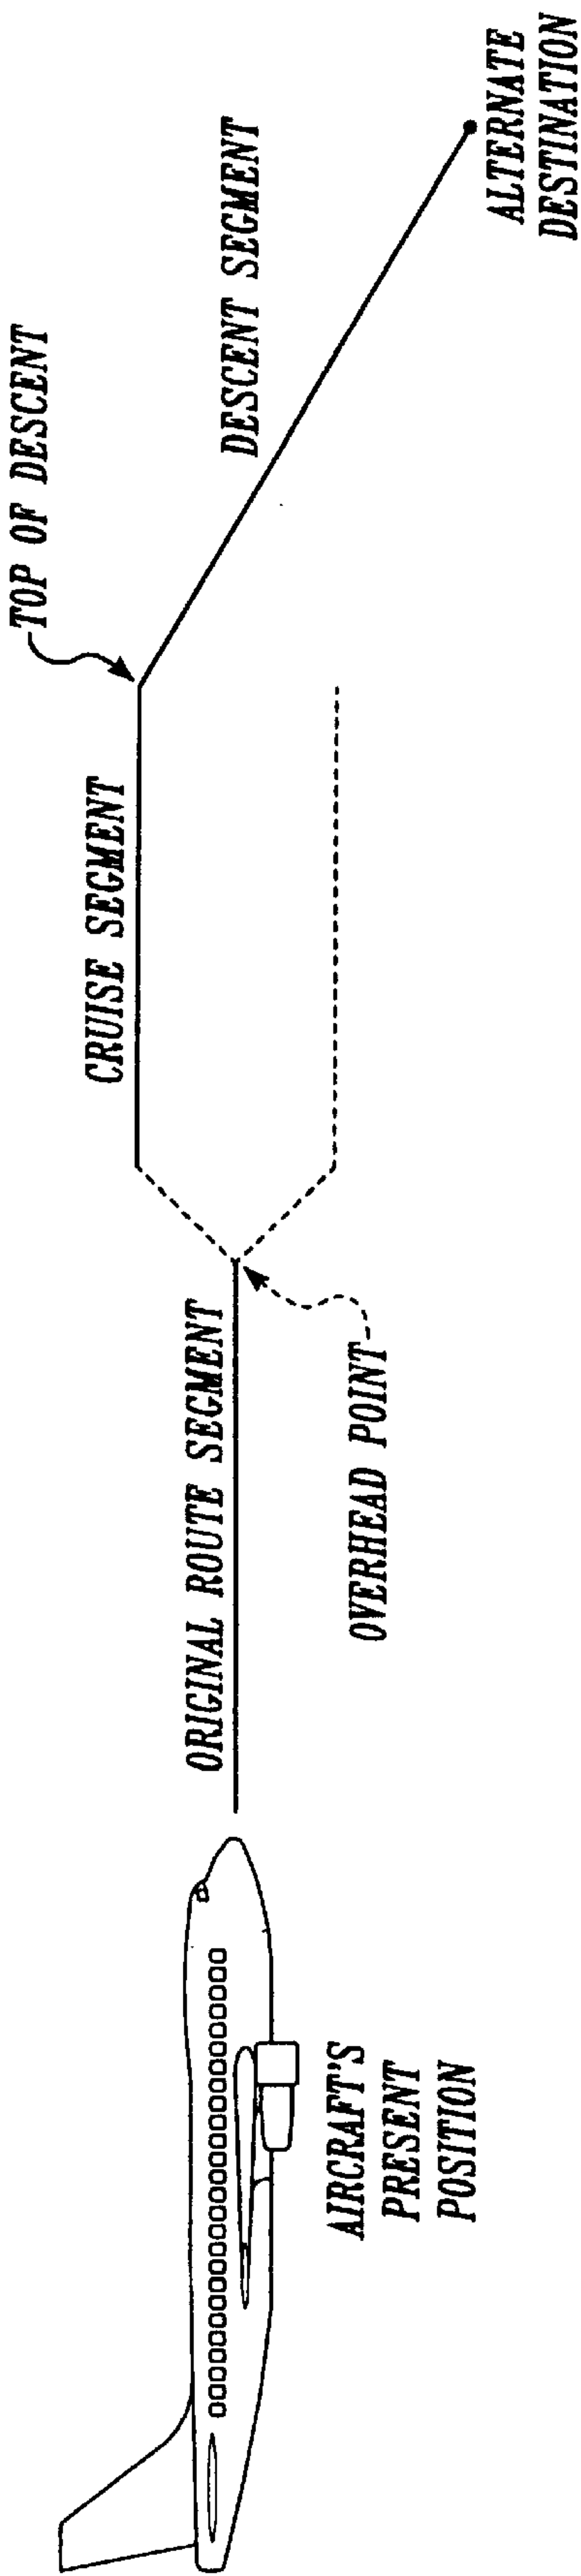 AIRCRAFT'S
PRESENT
POSITION
ORIGINAL ROUTE SEGMENT
OVERHEAD POINT
CRUISE SEGMENT
TOP OF DESCENT
DESCENT SEGMENT
ALTERNATE
DESTINATION